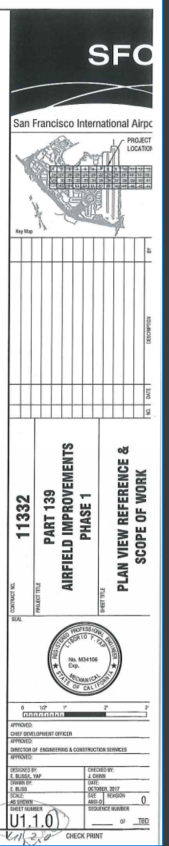 SFO
San Francisco International Airpo
PROJECT
LOCATION
Key Map
BY
DESCRIPTION
DATE
NO.
CONTRACT NO.
11332
PROJECT TITLE
PART 139
AIRFIELD IMPROVEMENTS
PHASE 1
SHEET TITLE
PLAN VIEW REFERENCE &
SCOPE OF WORK
SEAL
REGISTERED PROFESSIONAL ENGINEER
No. M34106
Exp.
MECHANICAL
STATE OF CALIFORNIA
0 1/2" 1" 2" 3"
APPROVED:
CHIEF DEVELOPMENT OFFICER
APPROVED:
DIRECTOR OF ENGINEERING & CONSTRUCTION SERVICES
APPROVED:
DESIGNED BY: CHECKED BY:
E. BLISS/L. YAP J. CHINN
DRAWN BY: DATE:
E. BLISS OCTOBER, 2017
SCALE: SIZE REVISION
AS SHOWN ANSI-D 0
SHEET NUMBER SEQUENCE NUMBER
U1.1.0 OF TBD
CHECK PRINT